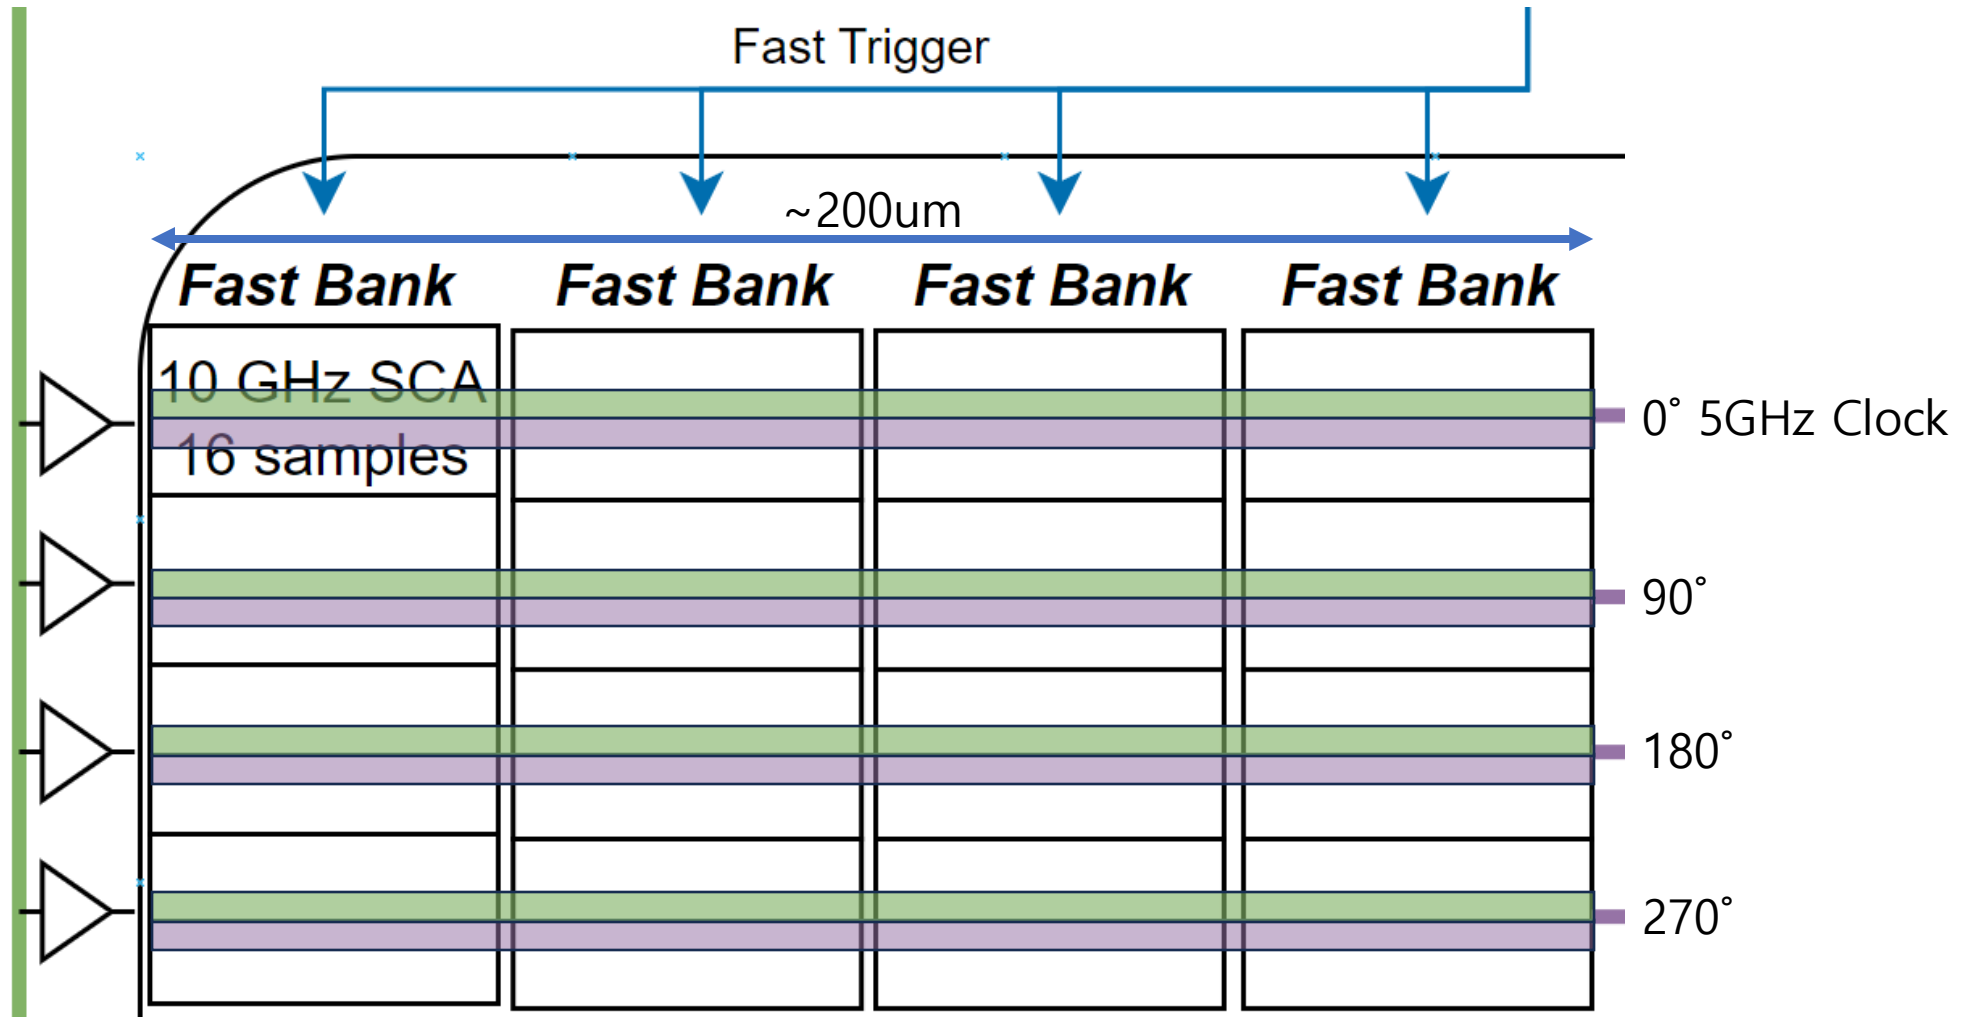 Fast Trigger
~200um
Fast Bank Fast Bank Fast Bank Fast Bank
10 GHz SCA
16 samples
0˚ 5GHz Clock
90˚
180˚
270˚